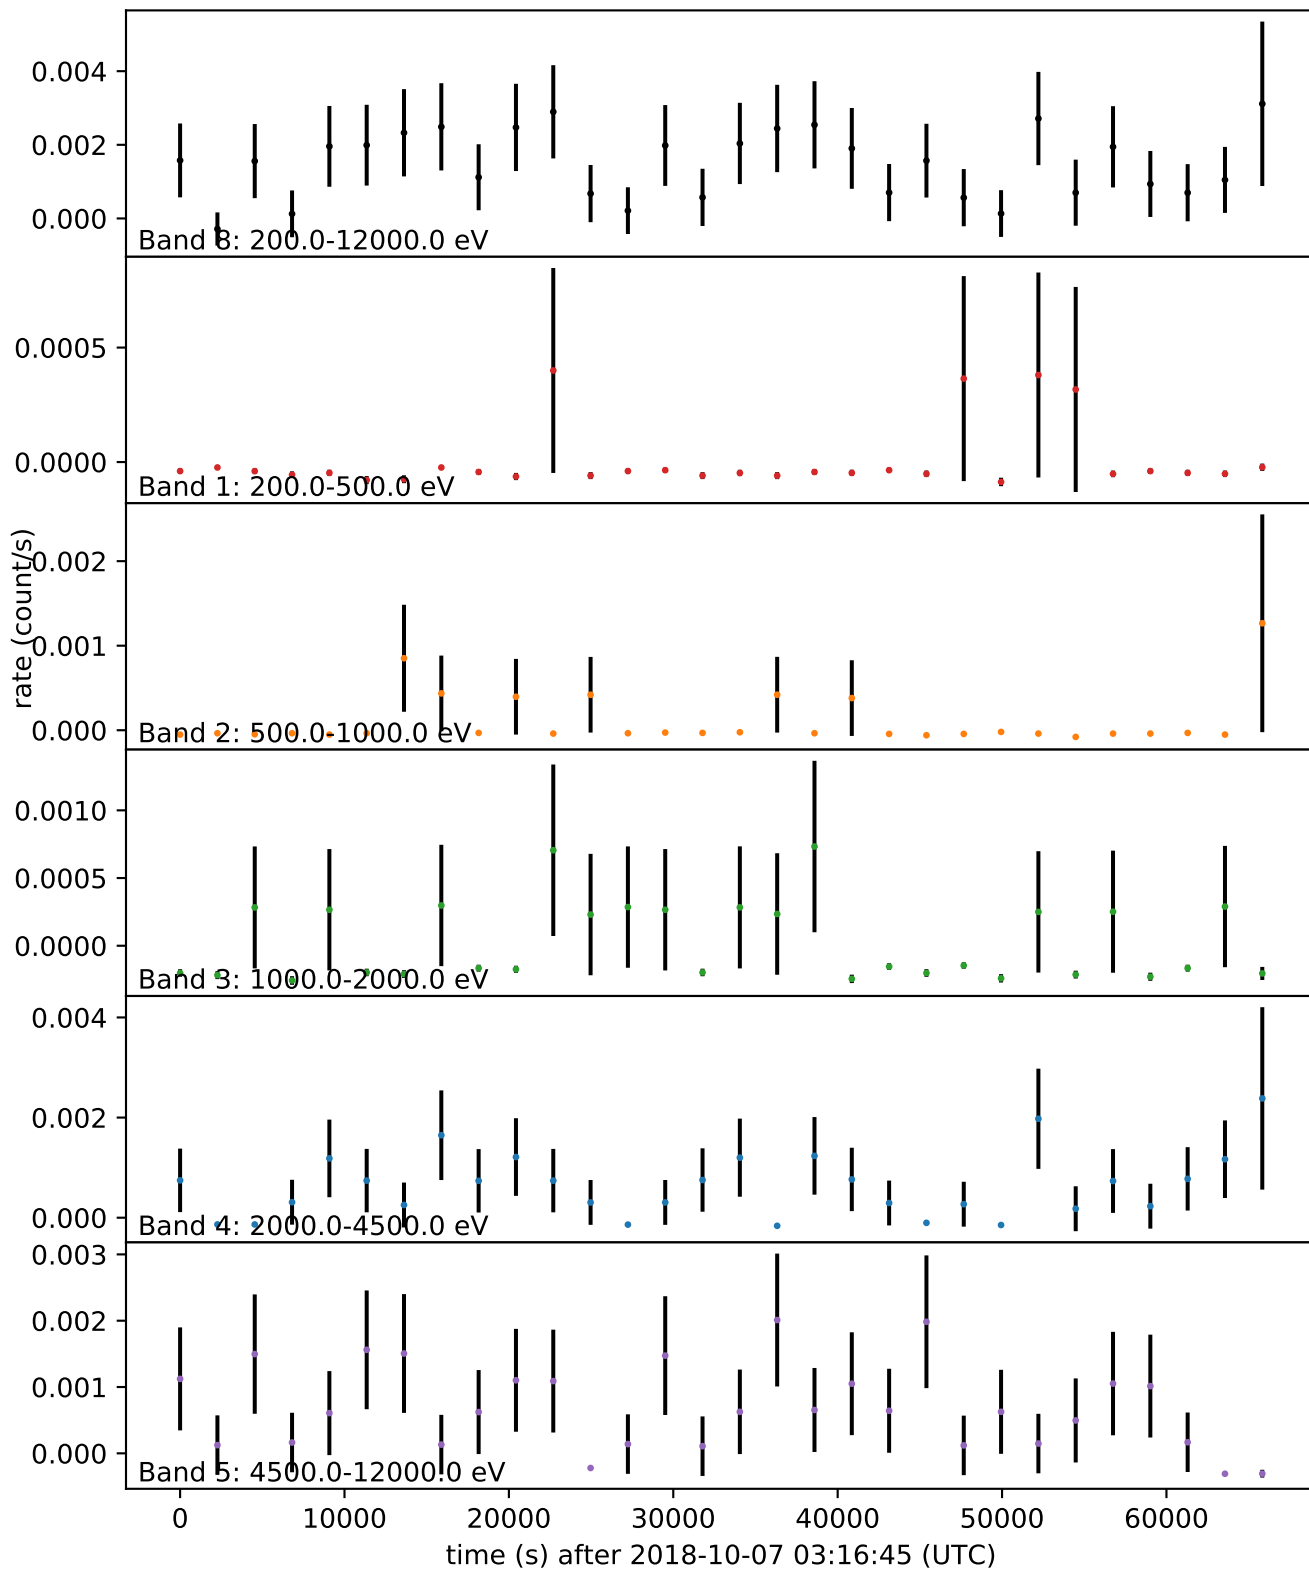 0.004
0.002
0.000
Band 8: 200.0-12000.0 eV
0.0005
0.0000
Band 1: 200.0-500.0 eV
rate (count/s)
0.002
0.001
0.000
Band 2: 500.0-1000.0 eV
0.0010
0.0005
0.0000
Band 3: 1000.0-2000.0 eV
0.004
0.002
0.000
Band 4: 2000.0-4500.0 eV
0.003
0.002
0.001
0.000
Band 5: 4500.0-12000.0 eV
0 10000 20000 30000 40000 50000 60000
time (s) after 2018-10-07 03:16:45 (UTC)